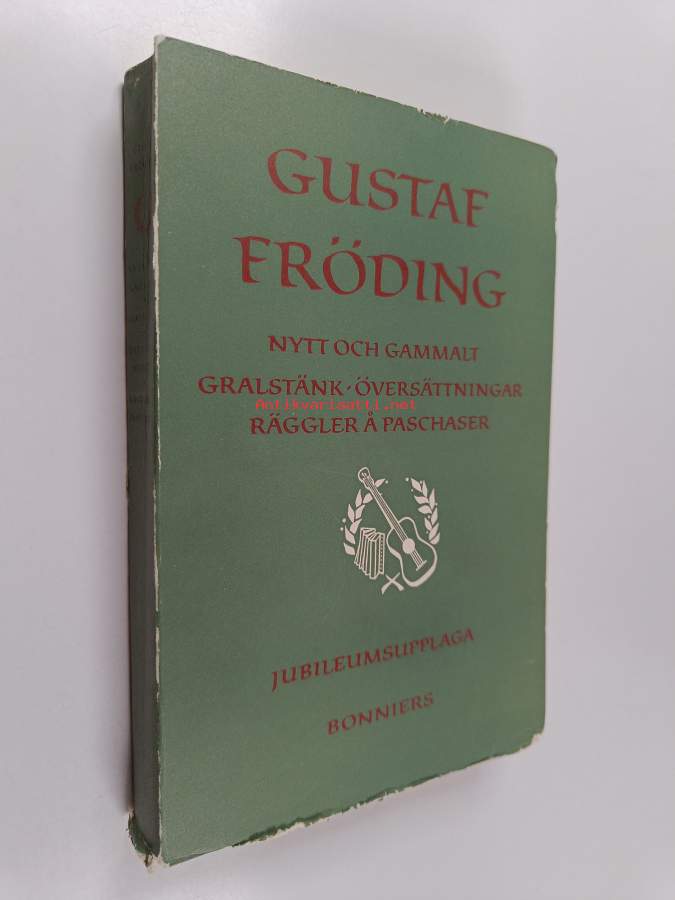 GUSTAF
FRÖDING
NYTT OCH GAMMALT
GRALSTÄNK · ÖVERSÄTTNINGAR
Antikvariaatti.net
RÄGGLER Å PASCHASER
JUBILEUMSUPPLAGA
BONNIERS